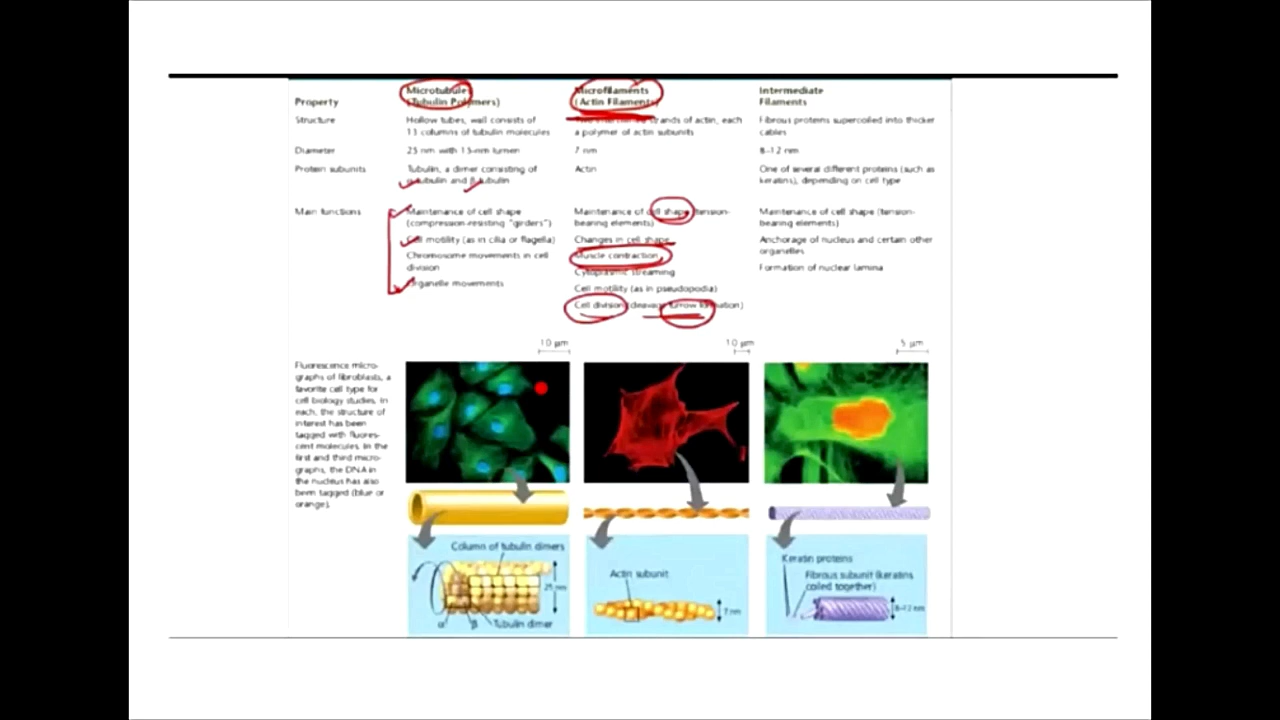 Microtubules
(Tubulin Polymers)
Microfilaments
(Actin Filaments)
Intermediate
Filaments
Property
Structure
Hollow tubes; wall consists of
13 columns of tubulin molecules
Two intertwined strands of actin, each
a polymer of actin subunits
Fibrous proteins supercoiled into thicker
cables
Diameter
25 nm with 15-nm lumen
7 nm
8–12 nm
Protein subunits
Tubulin, a dimer consisting of
α-tubulin and β-tubulin
Actin
One of several different proteins (such as
keratins), depending on cell type
Main functions
Maintenance of cell shape
(compression-resisting "girders")
Cell motility (as in cilia or flagella)
Chromosome movements in cell
division
Organelle movements
Maintenance of cell shape (tension-
bearing elements)
Changes in cell shape
Muscle contraction
Cytoplasmic streaming
Cell motility (as in pseudopodia)
Cell division (cleavage furrow formation)
Maintenance of cell shape (tension-
bearing elements)
Anchorage of nucleus and certain other
organelles
Formation of nuclear lamina
10 µm
10 µm
5 µm
Fluorescence micro-
graphs of fibroblasts, a
favorite cell type for
cell biology studies. In
each, the structure of
interest has been
tagged with fluores-
cent molecules. In the
first and third micro-
graphs, the DNA in
the nucleus has also
been tagged (blue or
orange).
Column of tubulin dimers
25 nm
α
β
Tubulin dimer
Actin subunit
7 nm
Keratin proteins
Fibrous subunit (keratins
coiled together)
8–12 nm